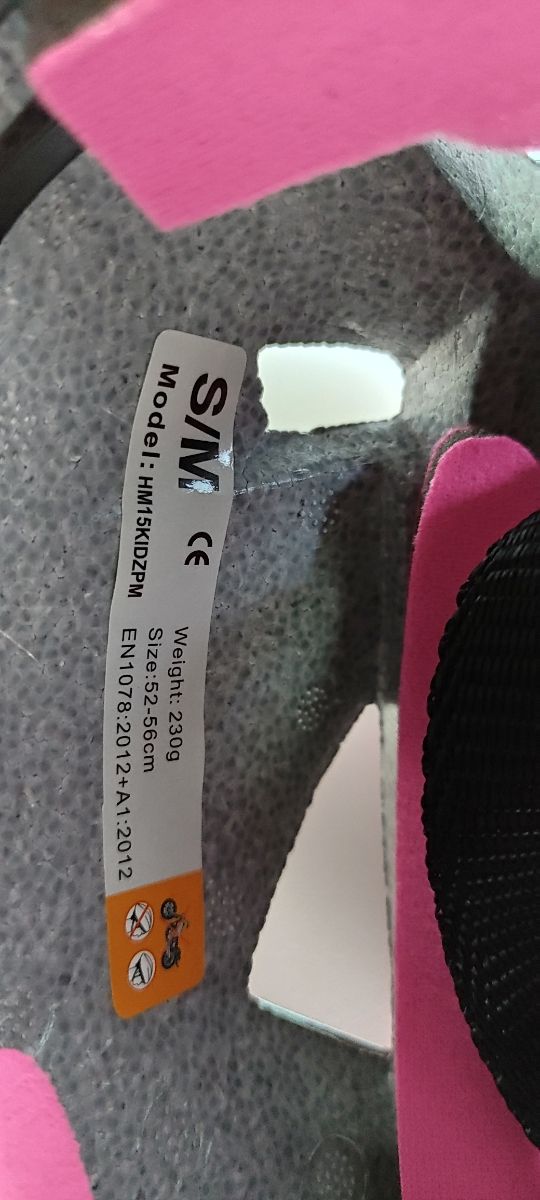 S/M CE
Model: HM15KIDZPM
Weight: 230g
Size:52-56cm
EN1078:2012+A1:2012